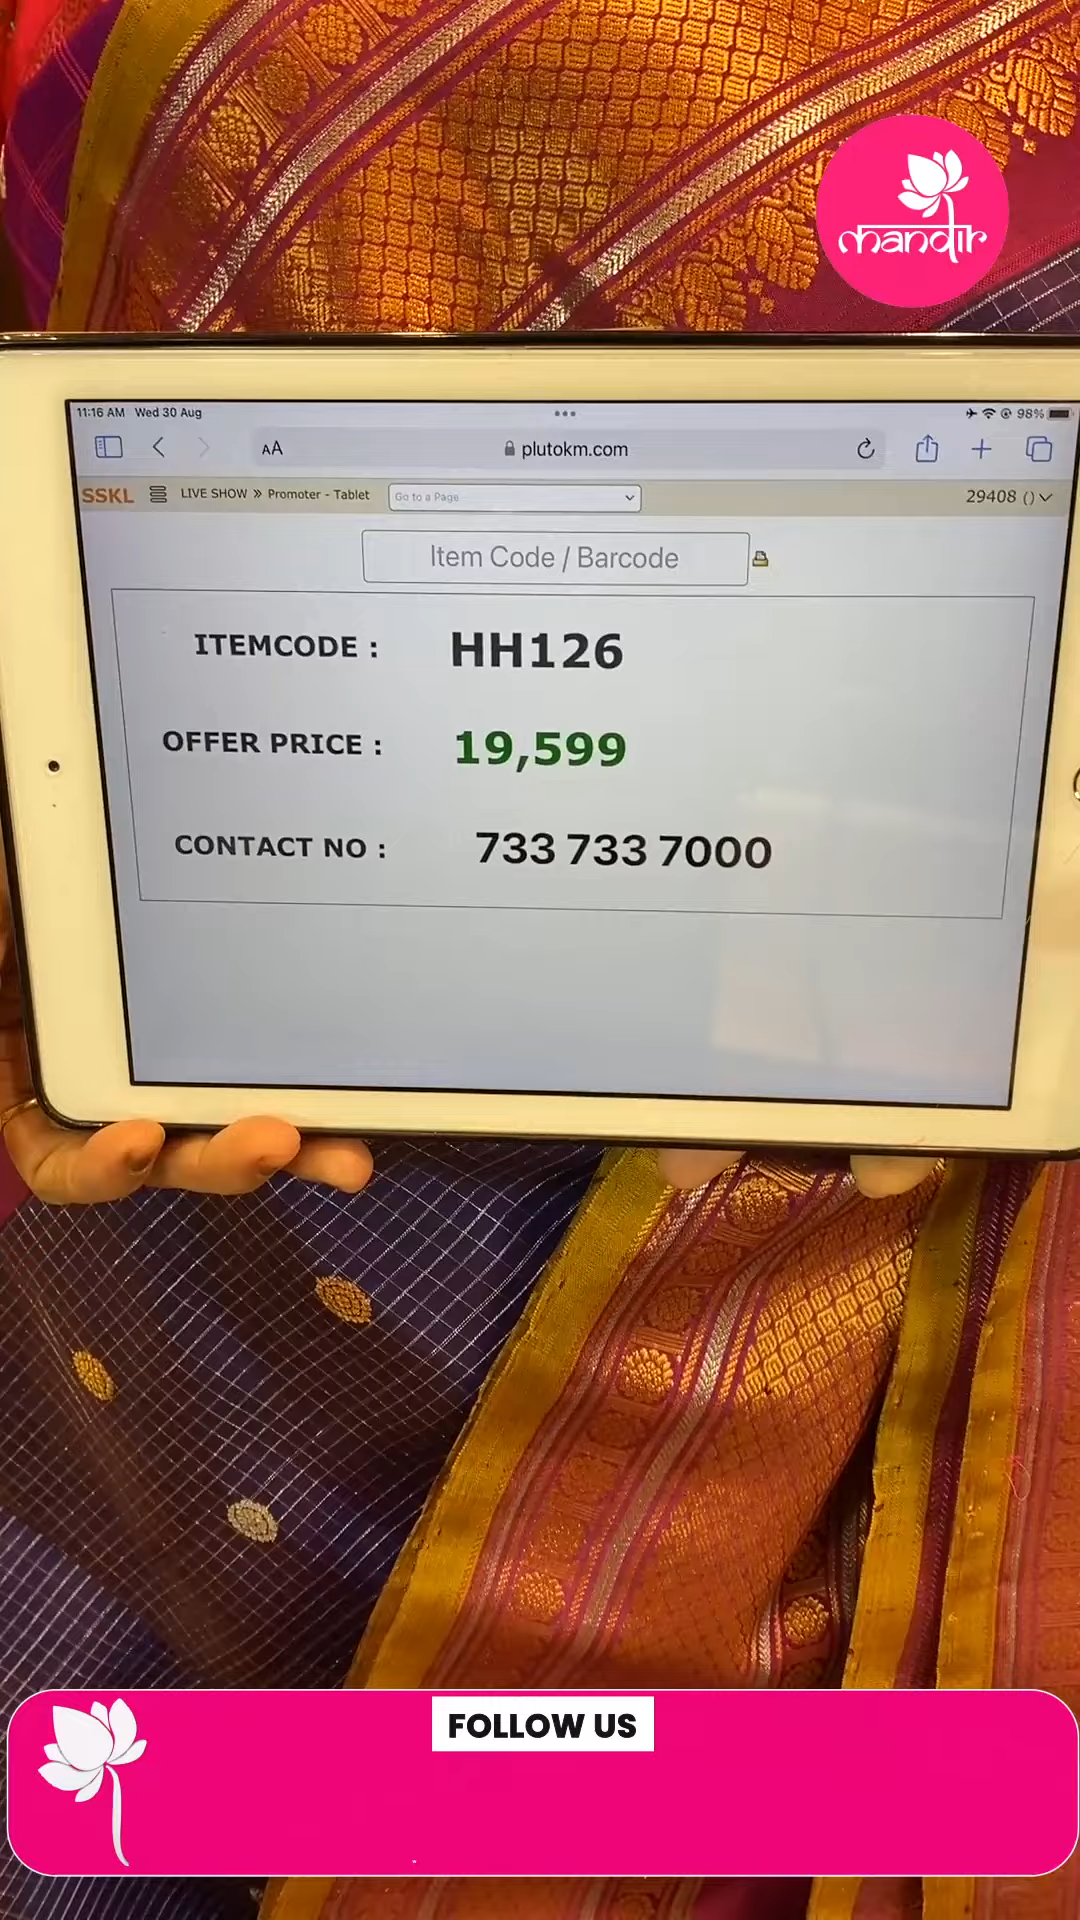 mandir
11:16 AM Wed 30 Aug
98%
AA
plutokm.com
SSKL
LIVE SHOW » Promoter - Tablet
Go to a Page
29408 ()
Item Code / Barcode
ITEMCODE : HH126
OFFER PRICE : 19,599
CONTACT NO : 733 733 7000
FOLLOW US